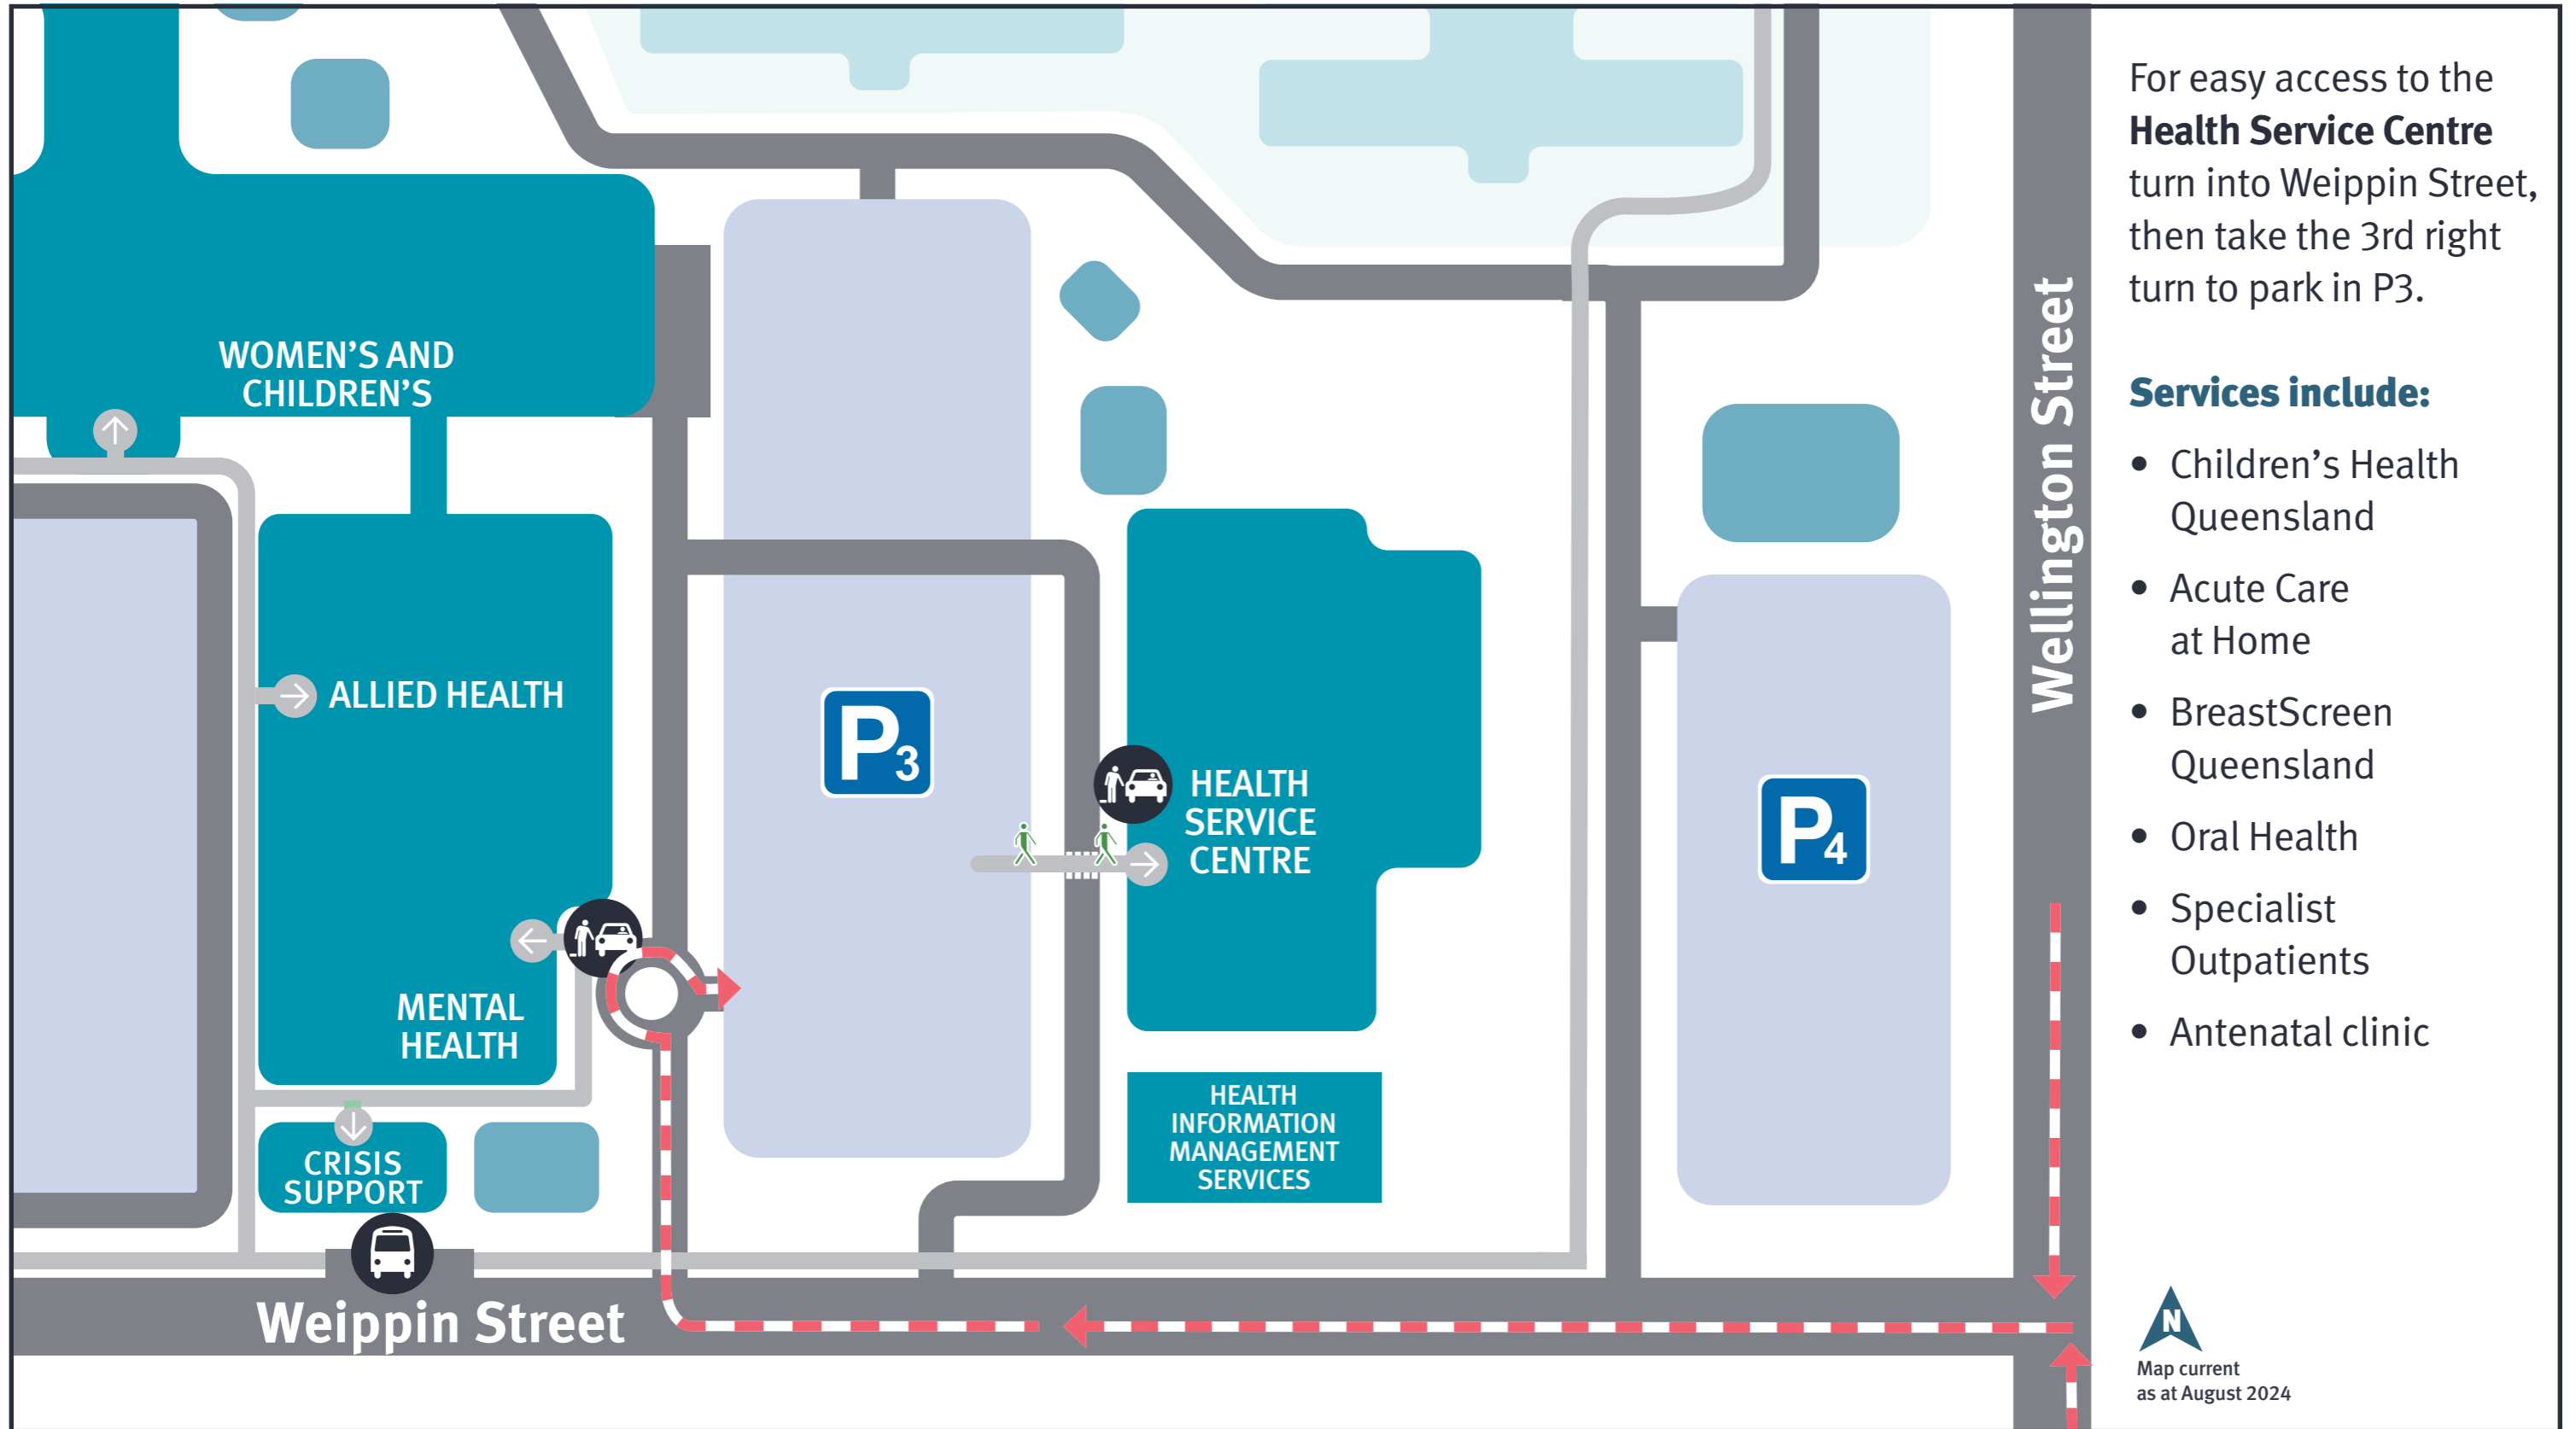 For easy access to the
Health Service Centre
turn into Weippin Street,
then take the 3rd right
turn to park in P3.
Services include:
• Children’s Health
Queensland
• Acute Care
at Home
• BreastScreen
Queensland
• Oral Health
• Specialist
Outpatients
• Antenatal clinic
WOMEN’S AND
CHILDREN’S
ALLIED HEALTH
MENTAL
HEALTH
CRISIS
SUPPORT
P3
HEALTH
SERVICE
CENTRE
HEALTH
INFORMATION
MANAGEMENT
SERVICES
P4
Wellington Street
Weippin Street
N
Map current
as at August 2024